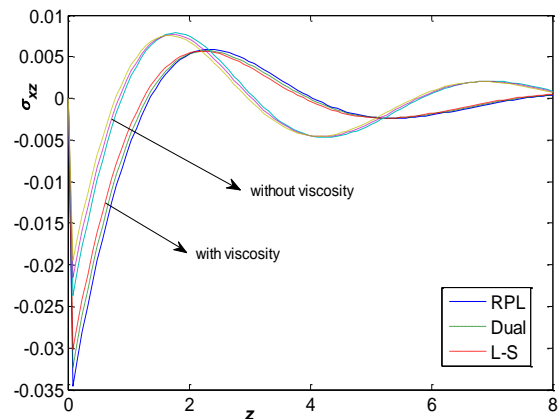 0.01
0.005
0
-0.005
-0.01
-0.015
-0.02
-0.025
-0.03
-0.035
σxz
without viscosity
with viscosity
RPL
Dual
L-S
0 2 4 6 8
z